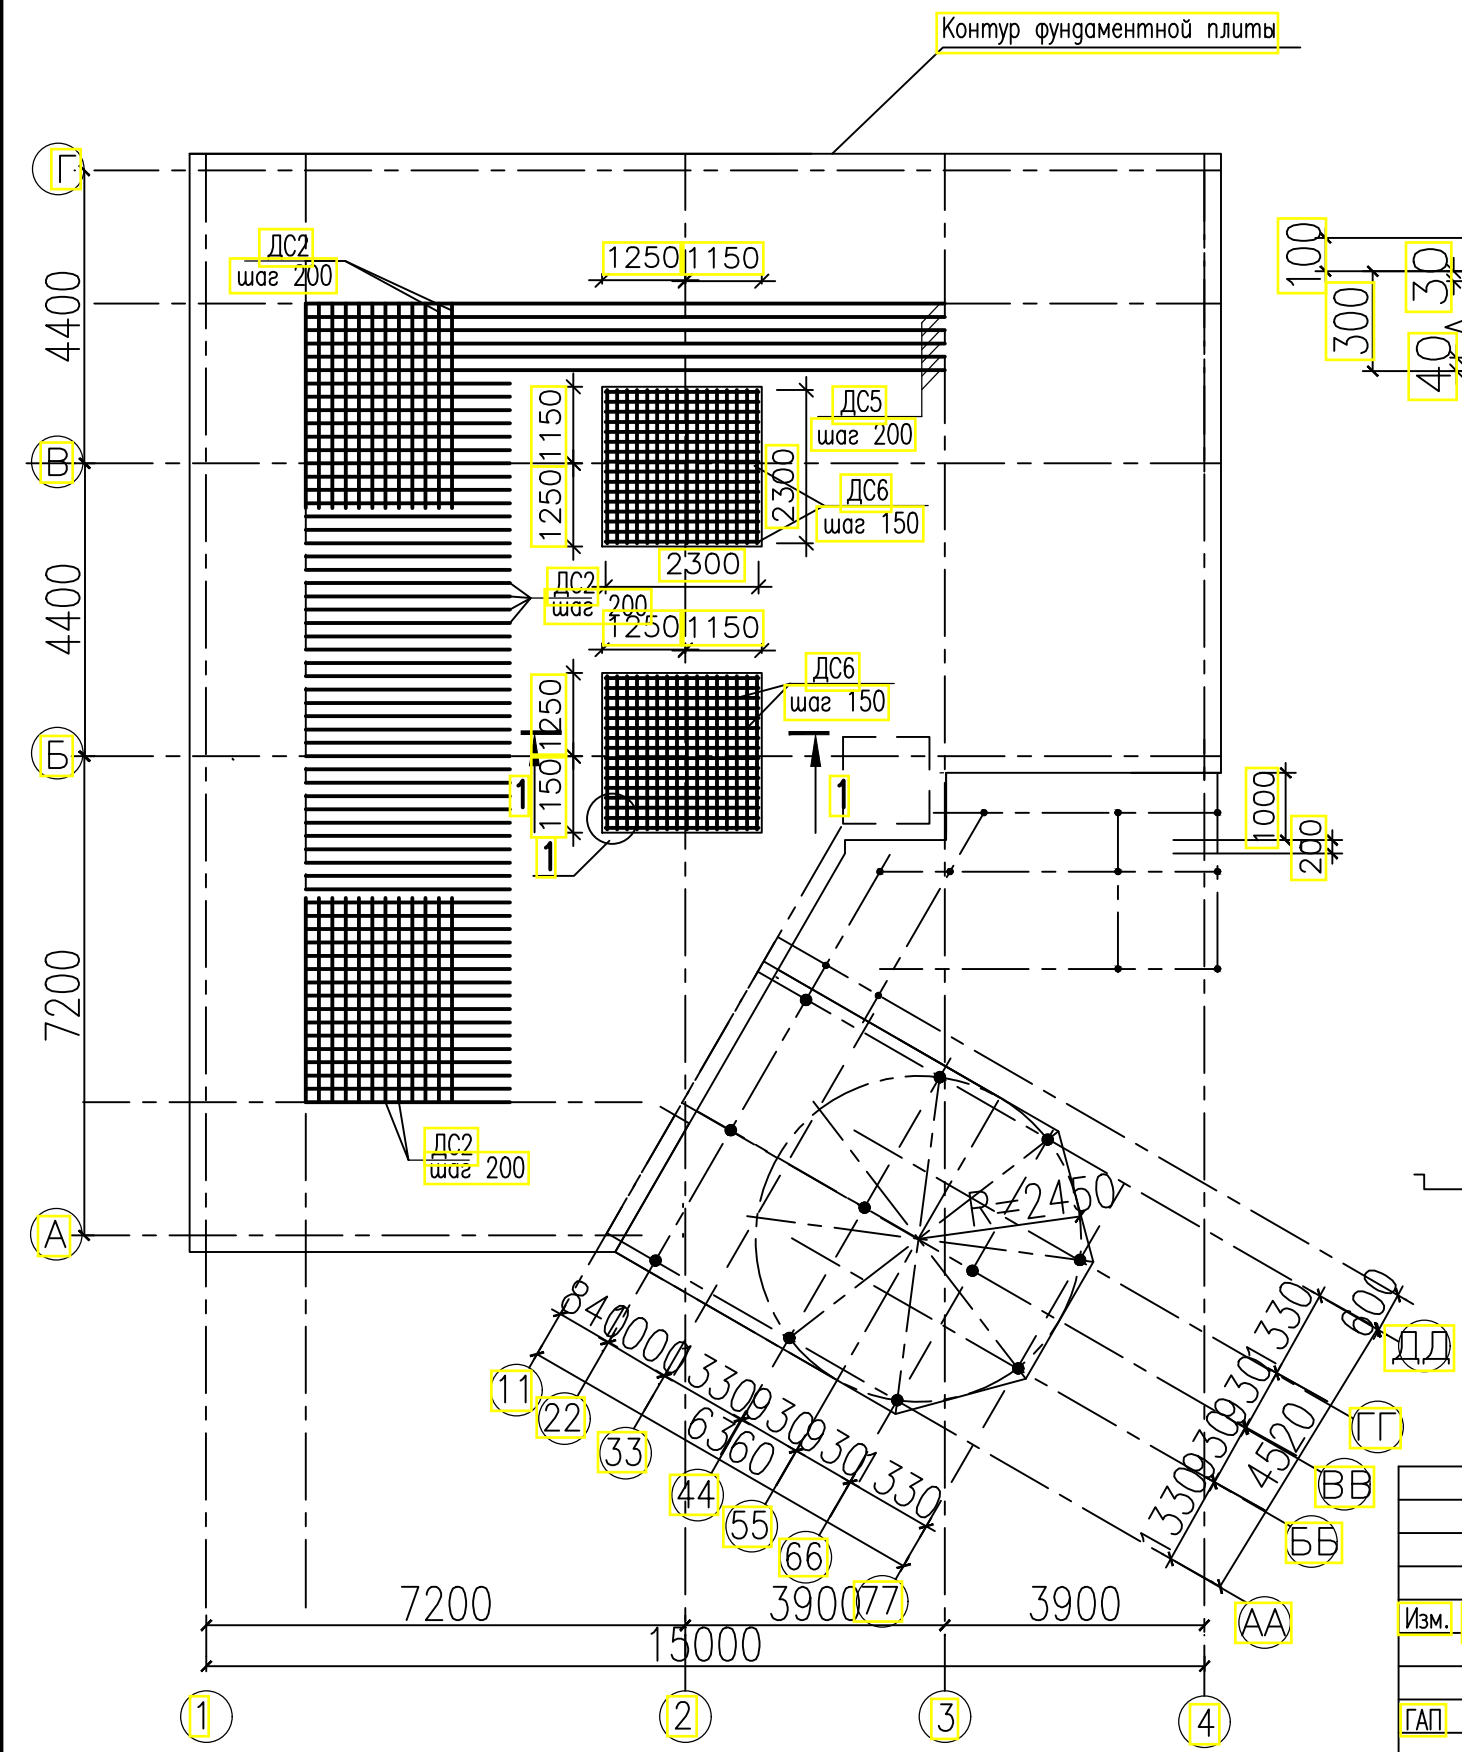 Контур фундаментной плиты
Г
ДС2
шаг 200
1250
1150
100
30
300
40
4400
1150
ДС5
шаг 200
В
1250
2300
ДС6
шаг 150
2300
4400
ДС2
шаг 200
1250
1150
ДС6
шаг 150
1250
Б
1150
1
1
1
1000
200
7200
ДС2
шаг 200
А
R=2450
840
1000
1330
930
930
1330
6360
1330
930
930
1330
600
4520
11
22
33
44
55
66
77
ДД
ГГ
ВВ
ББ
АА
7200
3900
3900
15000
Изм.
ГАП
1
2
3
4